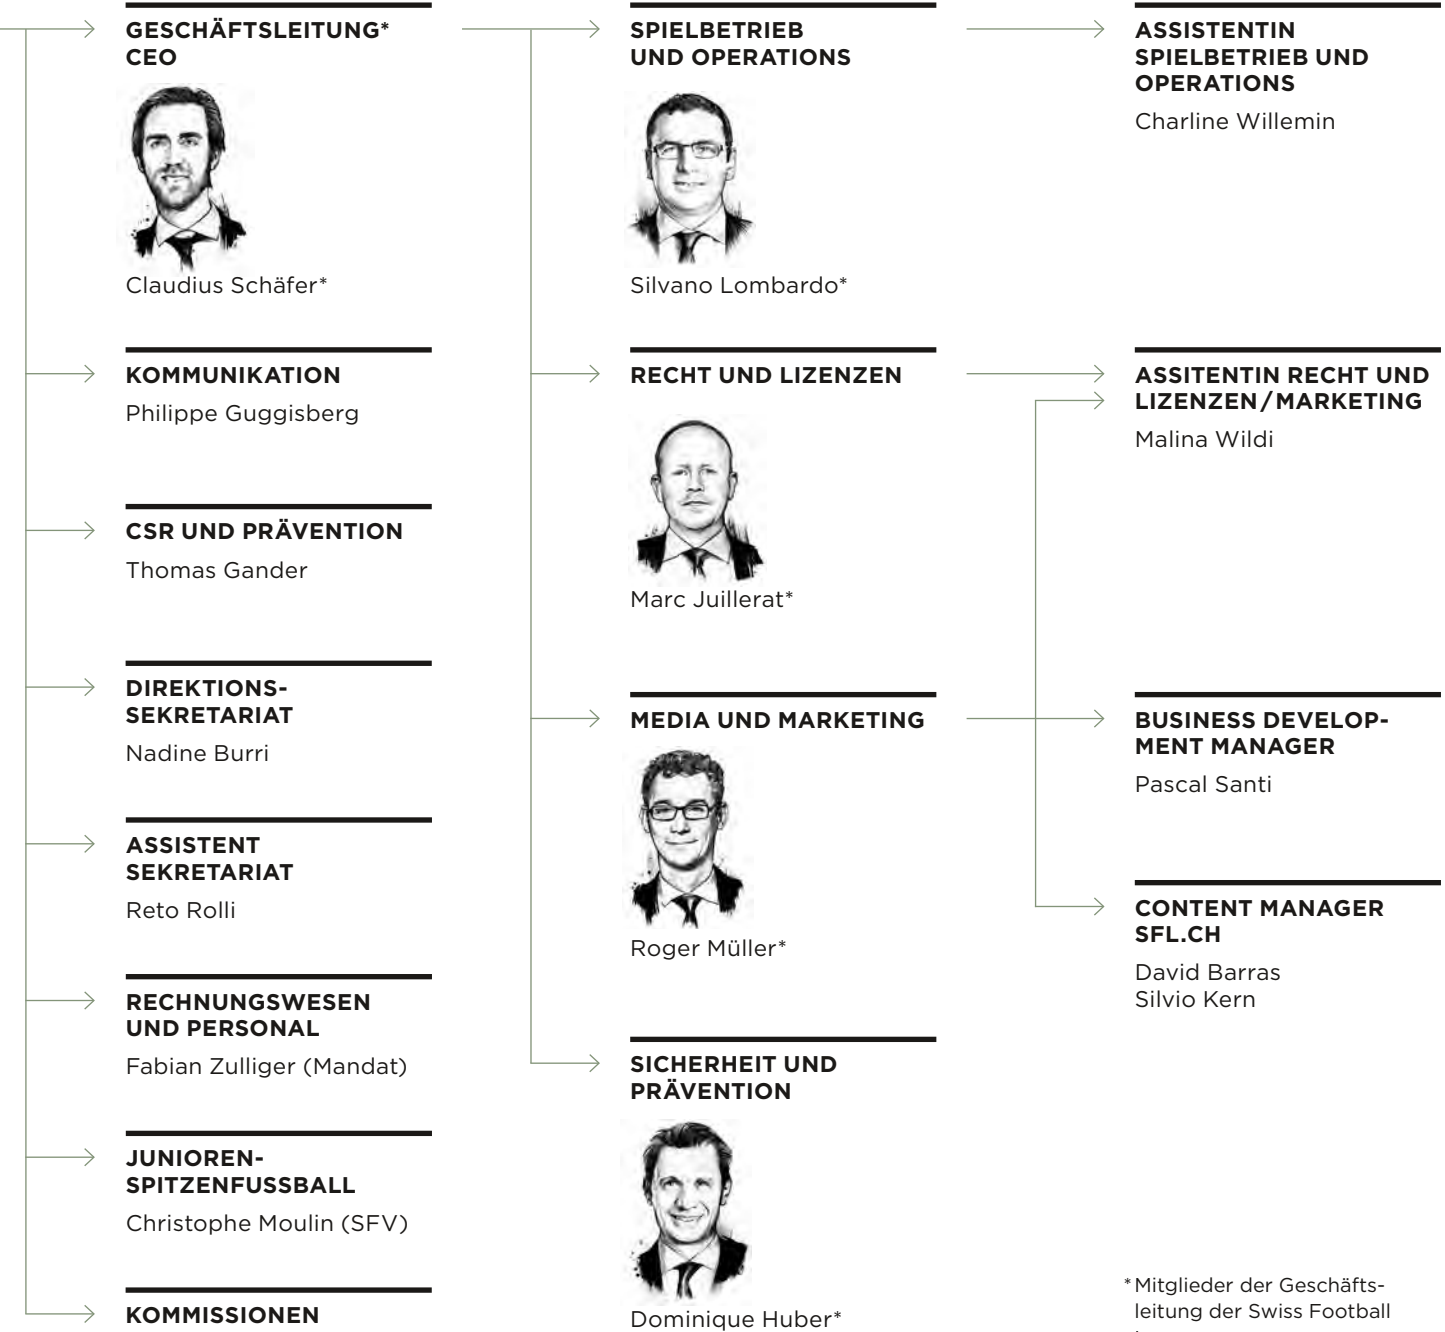 GESCHÄFTSLEITUNG*
CEO
Claudius Schäfer*
KOMMUNIKATION
Philippe Guggisberg
CSR UND PRÄVENTION
Thomas Gander
DIREKTIONS-
SEKRETARIAT
Nadine Burri
ASSISTENT
SEKRETARIAT
Reto Rolli
RECHNUNGSWESEN
UND PERSONAL
Fabian Zulliger (Mandat)
JUNIOREN-
SPITZENFUSSBALL
Christophe Moulin (SFV)
KOMMISSIONEN
SPIELBETRIEB
UND OPERATIONS
Silvano Lombardo*
RECHT UND LIZENZEN
Marc Juillerat*
MEDIA UND MARKETING
Roger Müller*
SICHERHEIT UND
PRÄVENTION
Dominique Huber*
ASSISTENTIN
SPIELBETRIEB UND
OPERATIONS
Charline Willemin
ASSITENTIN RECHT UND
LIZENZEN/MARKETING
Malina Wildi
BUSINESS DEVELOP-
MENT MANAGER
Pascal Santi
CONTENT MANAGER
SFL.CH
David Barras
Silvio Kern
*Mitglieder der Geschäfts-
leitung der Swiss Football